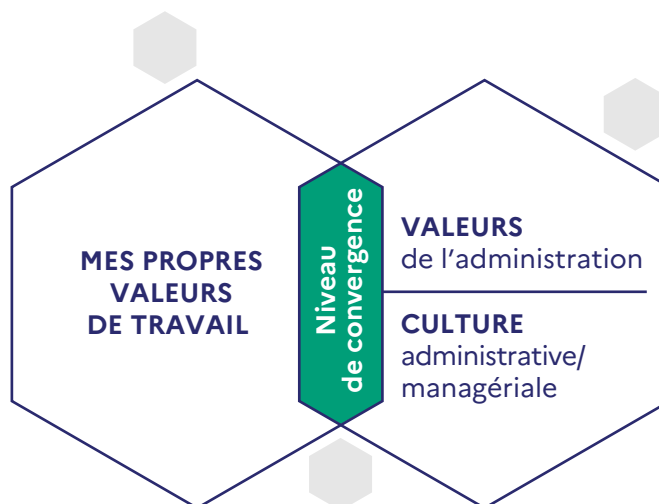 MES PROPRES
VALEURS
DE TRAVAIL
Niveau
de convergence
VALEURS
de l'administration
CULTURE
administrative/
managériale